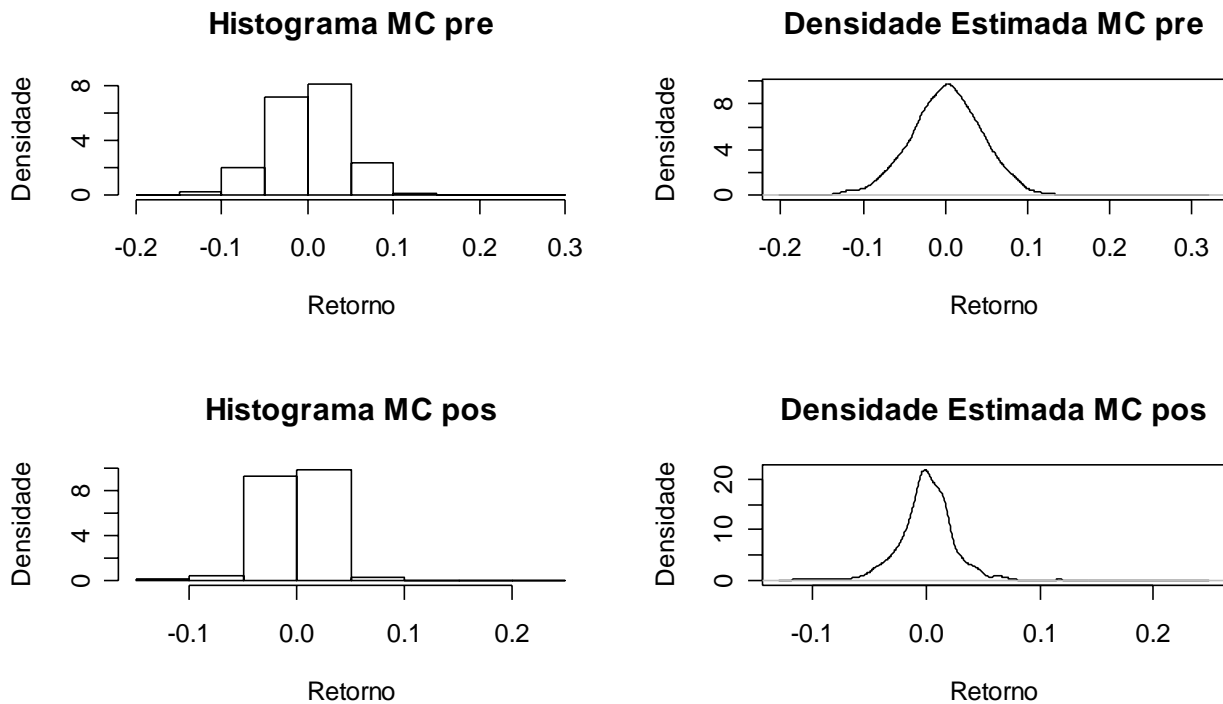 Histograma MC pre
Densidade
0 4 8
-0.2 -0.1 0.0 0.1 0.2 0.3
Retorno
Densidade Estimada MC pre
Densidade
0 4 8
-0.2 -0.1 0.0 0.1 0.2 0.3
Retorno
Histograma MC pos
Densidade
0 4 8
-0.1 0.0 0.1 0.2
Retorno
Densidade Estimada MC pos
Densidade
0 10 20
-0.1 0.0 0.1 0.2
Retorno